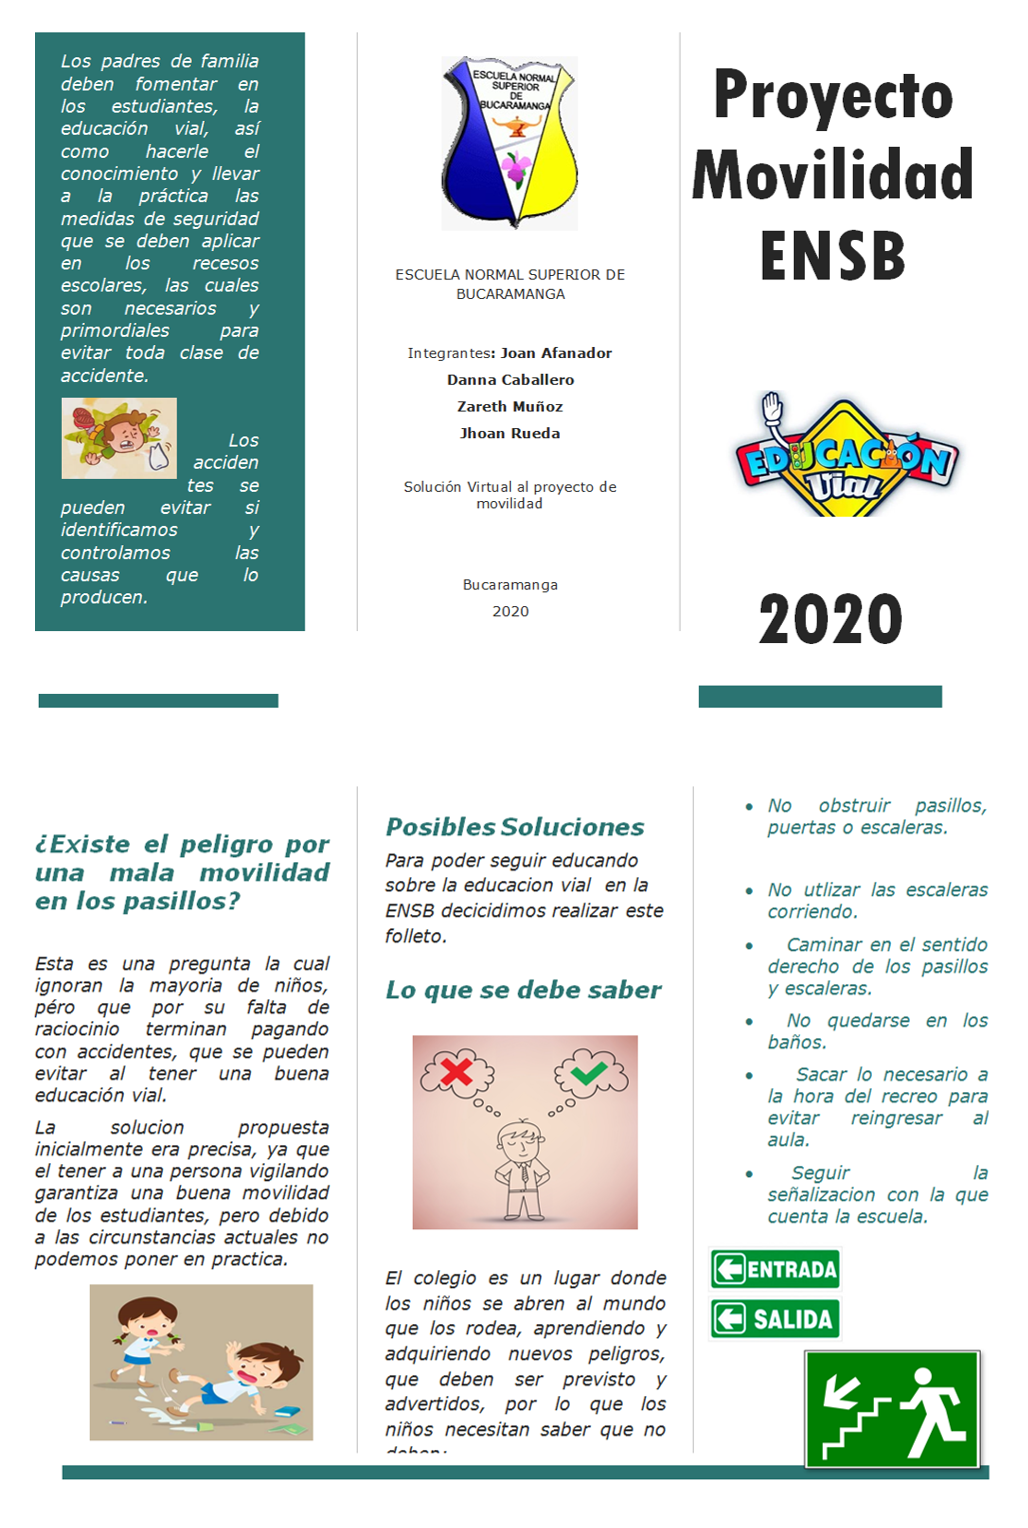 Los padres de familia
deben fomentar en
los estudiantes, la
educación vial, así
como hacerle el
conocimiento y llevar
a la práctica las
medidas de seguridad
que se deben aplicar
en los recesos
escolares, las cuales
son necesarios y
primordiales para
evitar toda clase de
accidente.
Los
acciden
tes se
pueden evitar si
identificamos y
controlamos las
causas que lo
producen.
ESCUELA NORMAL
SUPERIOR
DE
BUCARAMANGA
ESCUELA NORMAL SUPERIOR DE
BUCARAMANGA
Integrantes: Joan Afanador
Danna Caballero
Zareth Muñoz
Jhoan Rueda
Solución Virtual al proyecto de
movilidad
Bucaramanga
2020
Proyecto
Movilidad
ENSB
EDUCACIÓN
Vial
2020
¿Existe el peligro por
una mala movilidad
en los pasillos?
Esta es una pregunta la cual
ignoran la mayoria de niños,
péro que por su falta de
raciocinio terminan pagando
con accidentes, que se pueden
evitar al tener una buena
educación vial.
La solucion propuesta
inicialmente era precisa, ya que
el tener a una persona vigilando
garantiza una buena movilidad
de los estudiantes, pero debido
a las circunstancias actuales no
podemos poner en practica.
Posibles Soluciones
Para poder seguir educando
sobre la educacion vial en la
ENSB decicidimos realizar este
folleto.
Lo que se debe saber
El colegio es un lugar donde
los niños se abren al mundo
que los rodea, aprendiendo y
adquiriendo nuevos peligros,
que deben ser previsto y
advertidos, por lo que los
niños necesitan saber que no
deben:
• No obstruir pasillos,
puertas o escaleras.
• No utlizar las escaleras
corriendo.
• Caminar en el sentido
derecho de los pasillos
y escaleras.
• No quedarse en los
baños.
• Sacar lo necesario a
la hora del recreo para
evitar reingresar al
aula.
• Seguir la
señalizacion con la que
cuenta la escuela.
ENTRADA
SALIDA